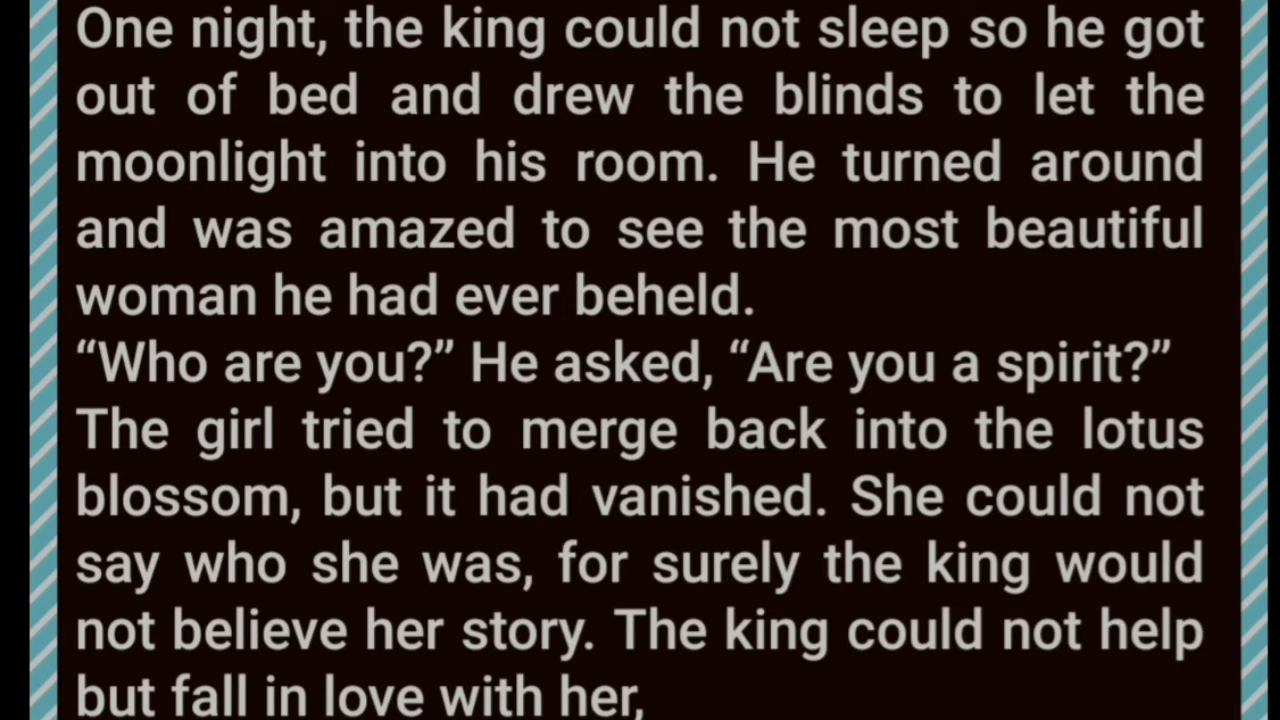 One night, the king could not sleep so he got
out of bed and drew the blinds to let the
moonlight into his room. He turned around
and was amazed to see the most beautiful
woman he had ever beheld.
“Who are you?” He asked, “Are you a spirit?”
The girl tried to merge back into the lotus
blossom, but it had vanished. She could not
say who she was, for surely the king would
not believe her story. The king could not help
but fall in love with her,